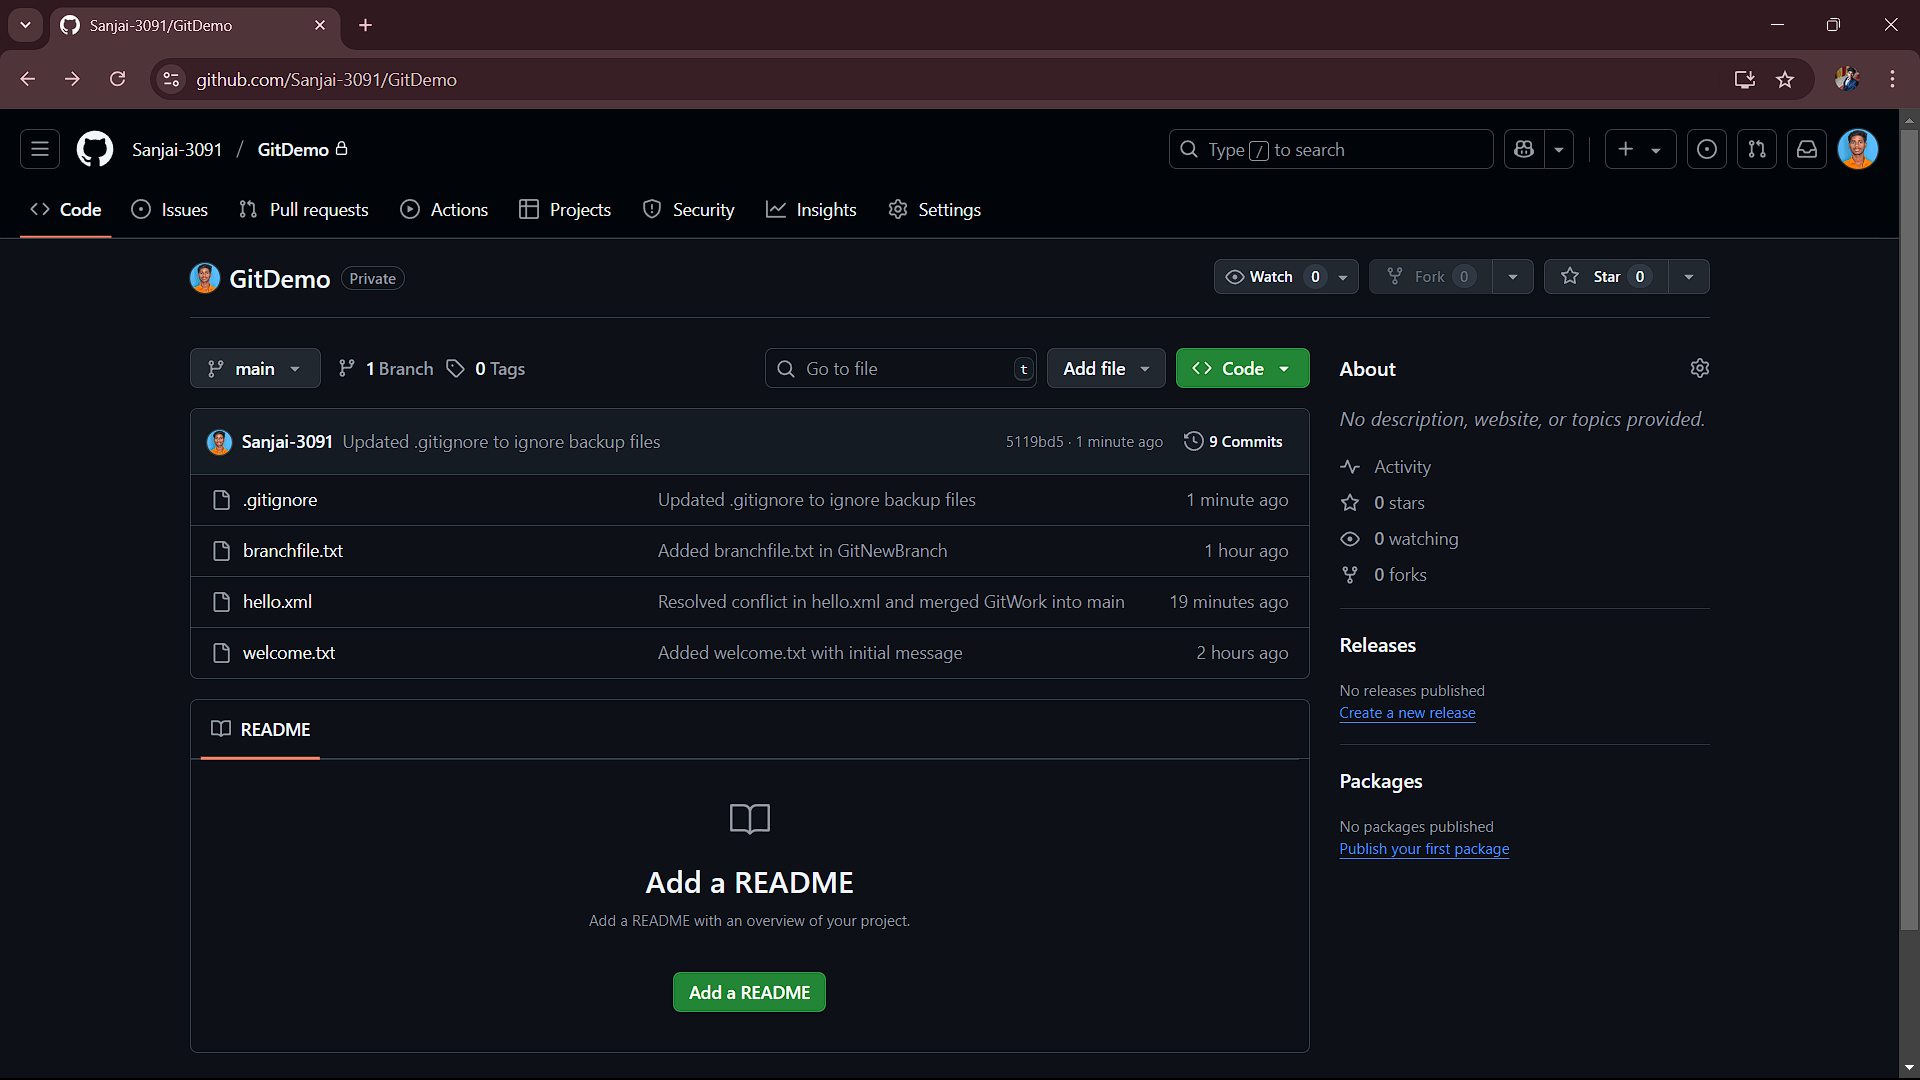 Sanjai-3091/GitDemo
github.com/Sanjai-3091/GitDemo
Sanjai-3091 / GitDemo
Type / to search
Code Issues Pull requests Actions Projects Security Insights Settings
GitDemo Private
Watch 0 Fork 0 Star 0
main 1 Branch 0 Tags Go to file t Add file Code
Sanjai-3091 Updated .gitignore to ignore backup files 5119bd5 · 1 minute ago 9 Commits
.gitignore Updated .gitignore to ignore backup files 1 minute ago
branchfile.txt Added branchfile.txt in GitNewBranch 1 hour ago
hello.xml Resolved conflict in hello.xml and merged GitWork into main 19 minutes ago
welcome.txt Added welcome.txt with initial message 2 hours ago
README
Add a README
Add a README with an overview of your project.
Add a README
About
No description, website, or topics provided.
Activity
0 stars
0 watching
0 forks
Releases
No releases published
Create a new release
Packages
No packages published
Publish your first package